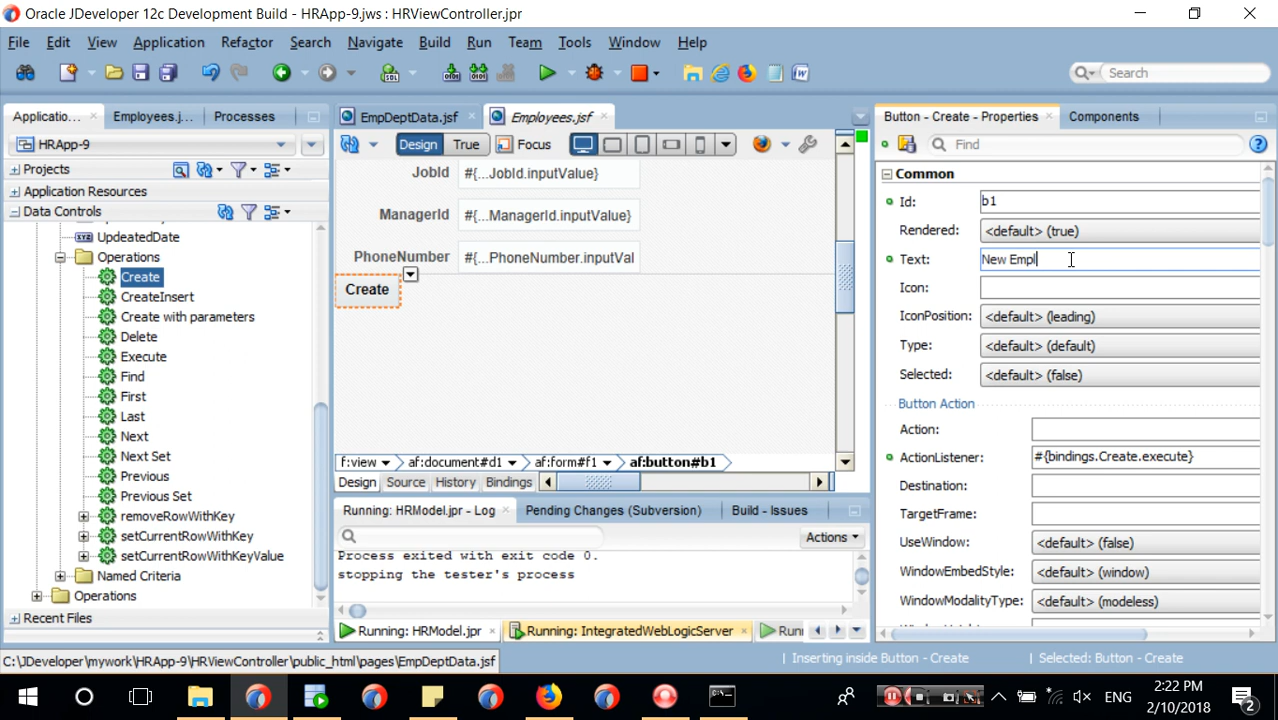 Oracle JDeveloper 12c Development Build - HRApp-9.jws : HRViewController.jpr
File Edit View Application Refactor Search Navigate Build Run Team Tools Window Help
Search
Applicatio... Employees.j... Processes
HRApp-9
Projects
Application Resources
Data Controls
UpdeatedDate
Operations
Create
CreateInsert
Create with parameters
Delete
Execute
Find
First
Last
Next
Next Set
Previous
Previous Set
removeRowWithKey
setCurrentRowWithKey
setCurrentRowWithKeyValue
Named Criteria
Operations
Recent Files
EmpDeptData.jsf Employees.jsf
Design True Focus
JobId #{...JobId.inputValue}
ManagerId #{...ManagerId.inputValue}
PhoneNumber #{...PhoneNumber.inputVal
Create
f:view af:document#d1 af:form#f1 af:button#b1
Design Source History Bindings
Running: HRModel.jpr - Log Pending Changes (Subversion) Build - Issues
Actions
Process exited with exit code 0.
stopping the tester's process
Running: HRModel.jpr Running: IntegratedWebLogicServer Runn
Button - Create - Properties Components
Find
Common
Id: b1
Rendered: <default> (true)
Text: New Empl
Icon:
IconPosition: <default> (leading)
Type: <default> (default)
Selected: <default> (false)
Button Action
Action:
ActionListener: #{bindings.Create.execute}
Destination:
TargetFrame:
UseWindow: <default> (false)
WindowEmbedStyle: <default> (window)
WindowModalityType: <default> (modeless)
C:\JDeveloper\mywork\HRApp-9\HRViewController\public_html\pages\EmpDeptData.jsf
Inserting inside Button - Create
Selected: Button - Create
ENG
2:22 PM
2/10/2018
2